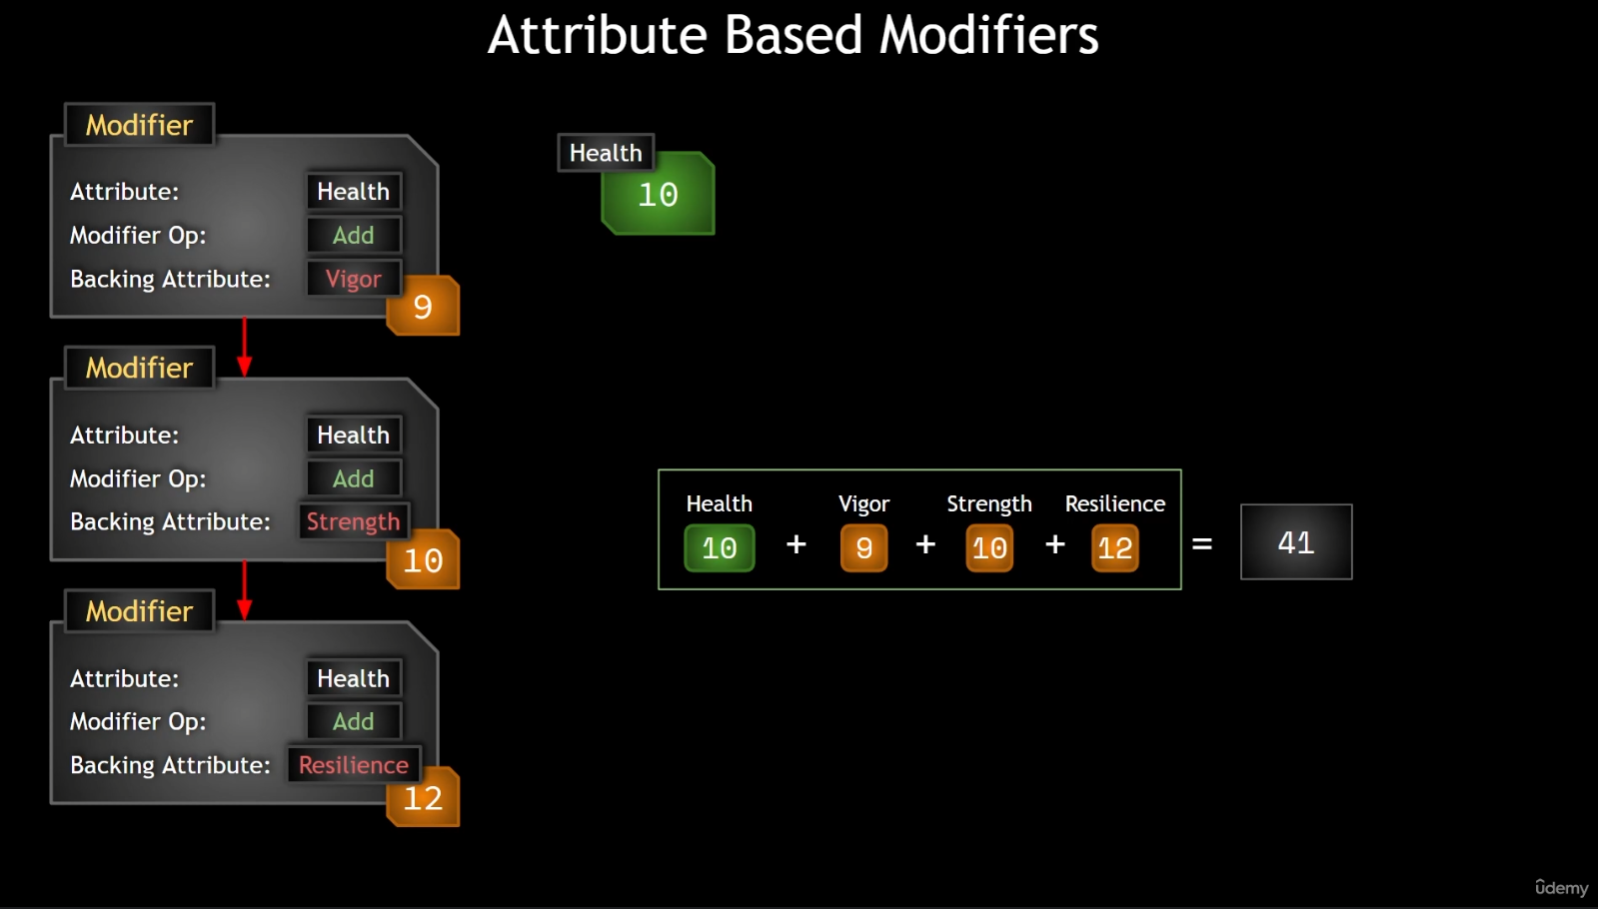 Attribute Based Modifiers
Modifier
Attribute: Health
Modifier Op: Add
Backing Attribute: Vigor
9
Modifier
Attribute: Health
Modifier Op: Add
Backing Attribute: Strength
10
Modifier
Attribute: Health
Modifier Op: Add
Backing Attribute: Resilience
12
Health
10
Health Vigor Strength Resilience
10 + 9 + 10 + 12 = 41
ûdemy